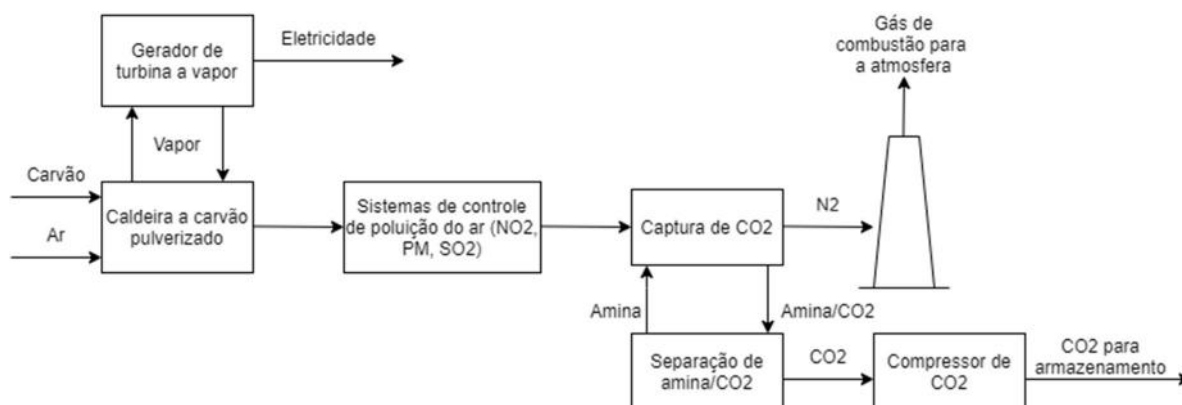 Gerador de
turbina a vapor
Eletricidade
Gás de
combustão para
a atmosfera
Vapor
Carvão
Ar
Caldeira a carvão
pulverizado
Sistemas de controle
de poluição do ar (NO2,
PM, SO2)
Captura de CO2
N2
Amina
Amina/CO2
Separação de
amina/CO2
CO2
Compressor de
CO2
CO2 para
armazenamento